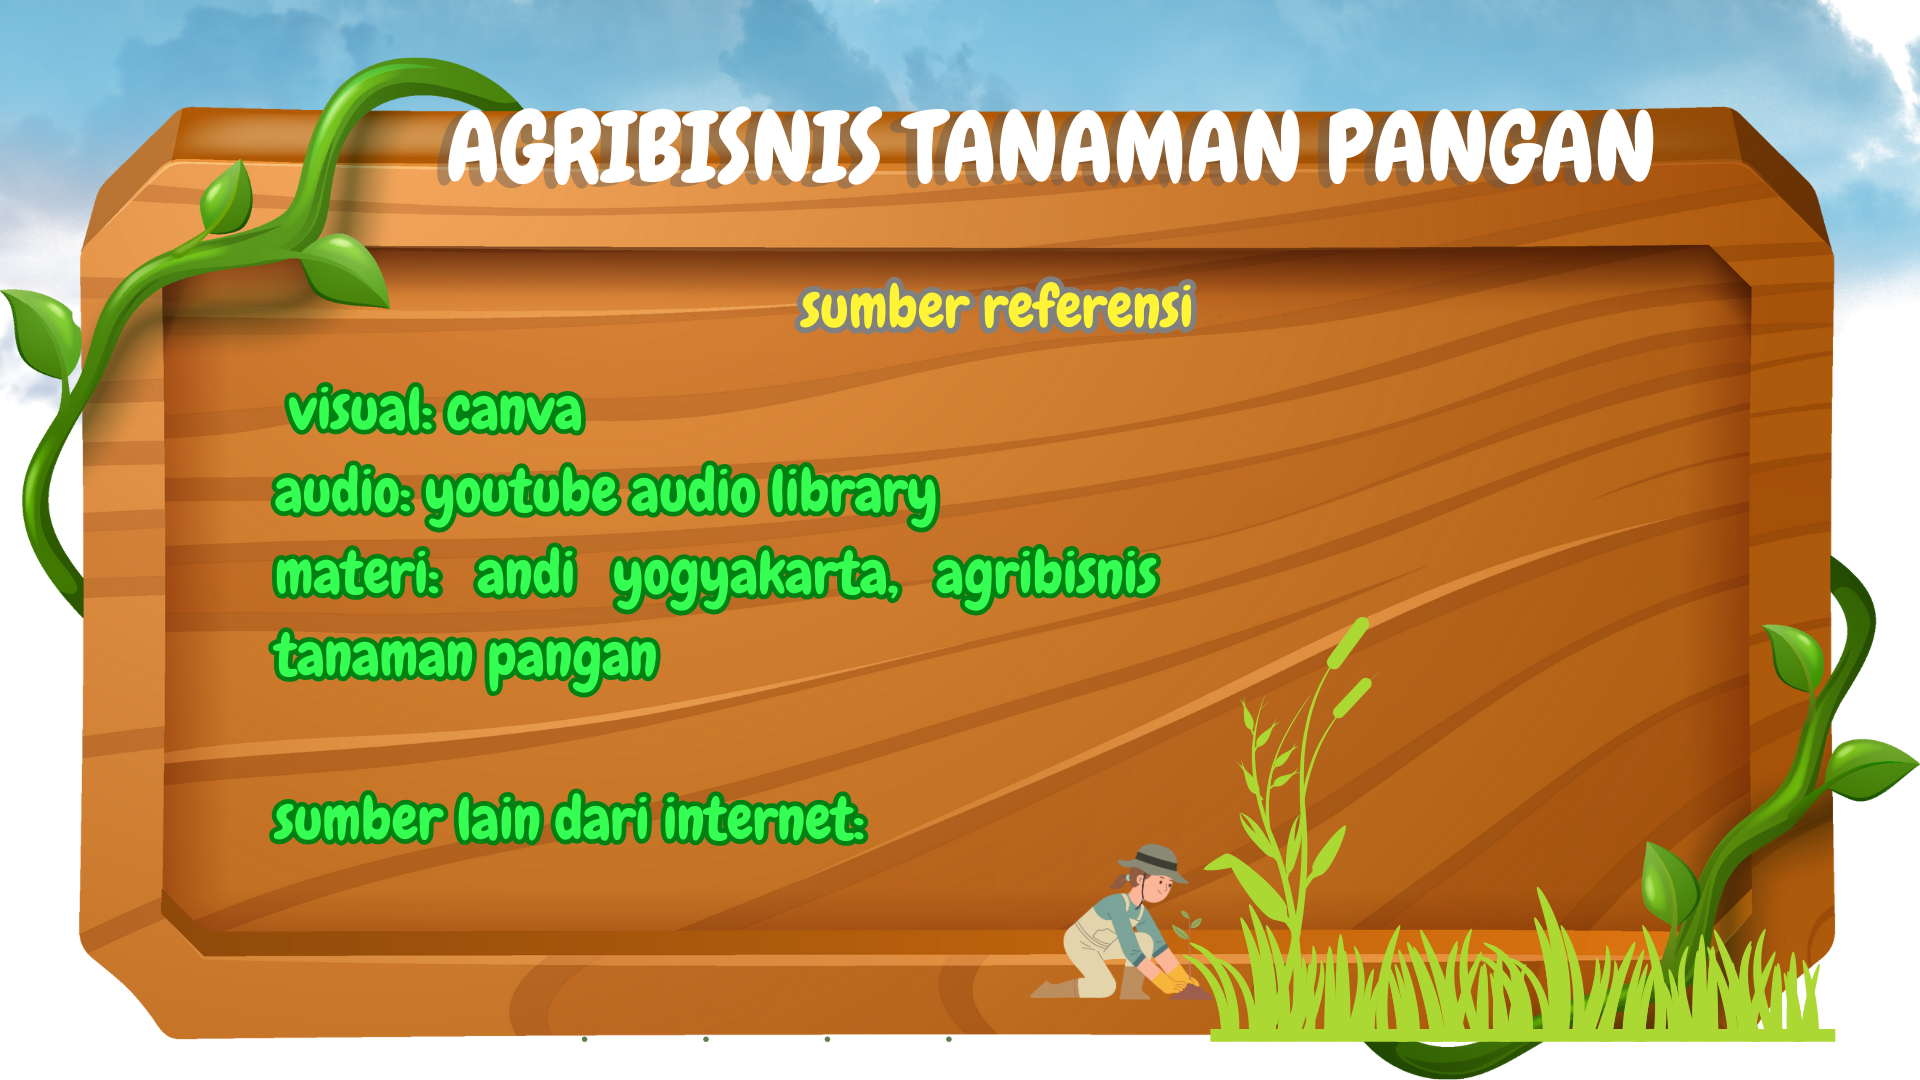 AGRIBISNIS TANAMAN PANGAN
sumber referensi
visual: canva
audio: youtube audio library
materi: andi yogyakarta, agribisnis
tanaman pangan
sumber lain dari internet: